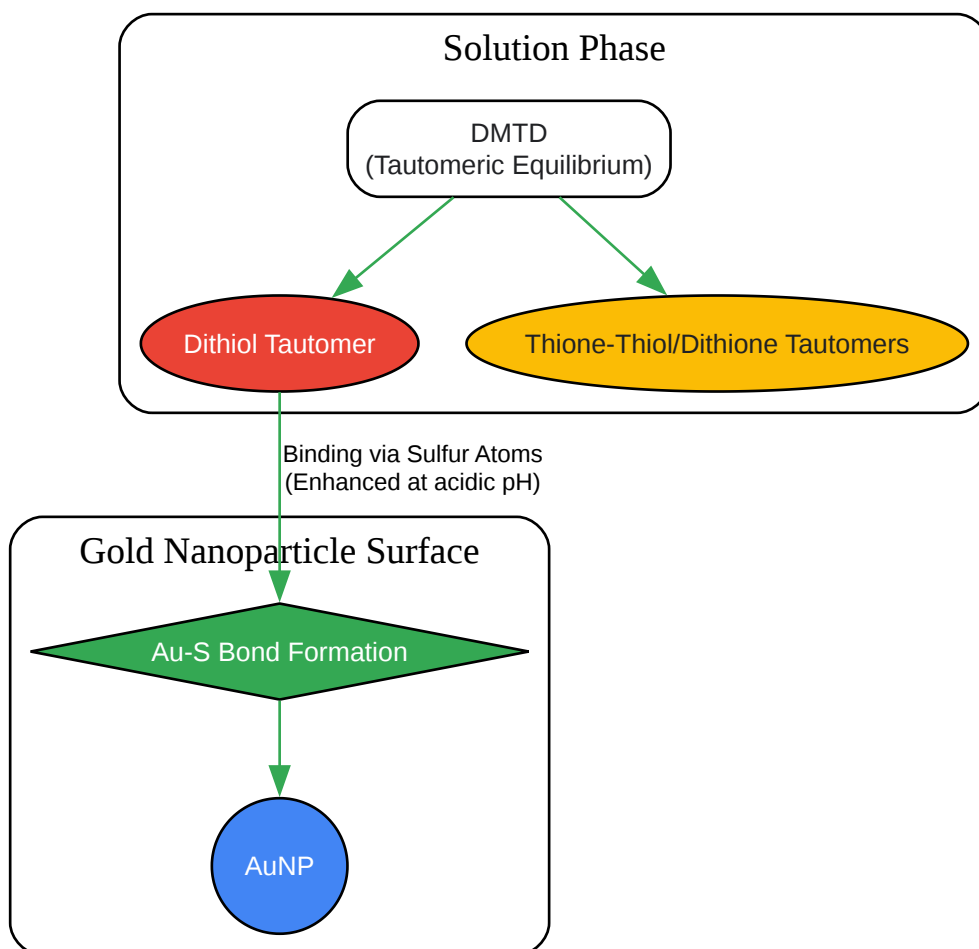 Solution Phase
DMTD
(Tautomeric Equilibrium)
Dithiol Tautomer
Thione-Thiol/Dithione Tautomers
Binding via Sulfur Atoms
(Enhanced at acidic pH)
Gold Nanoparticle Surface
Au-S Bond Formation
AuNP